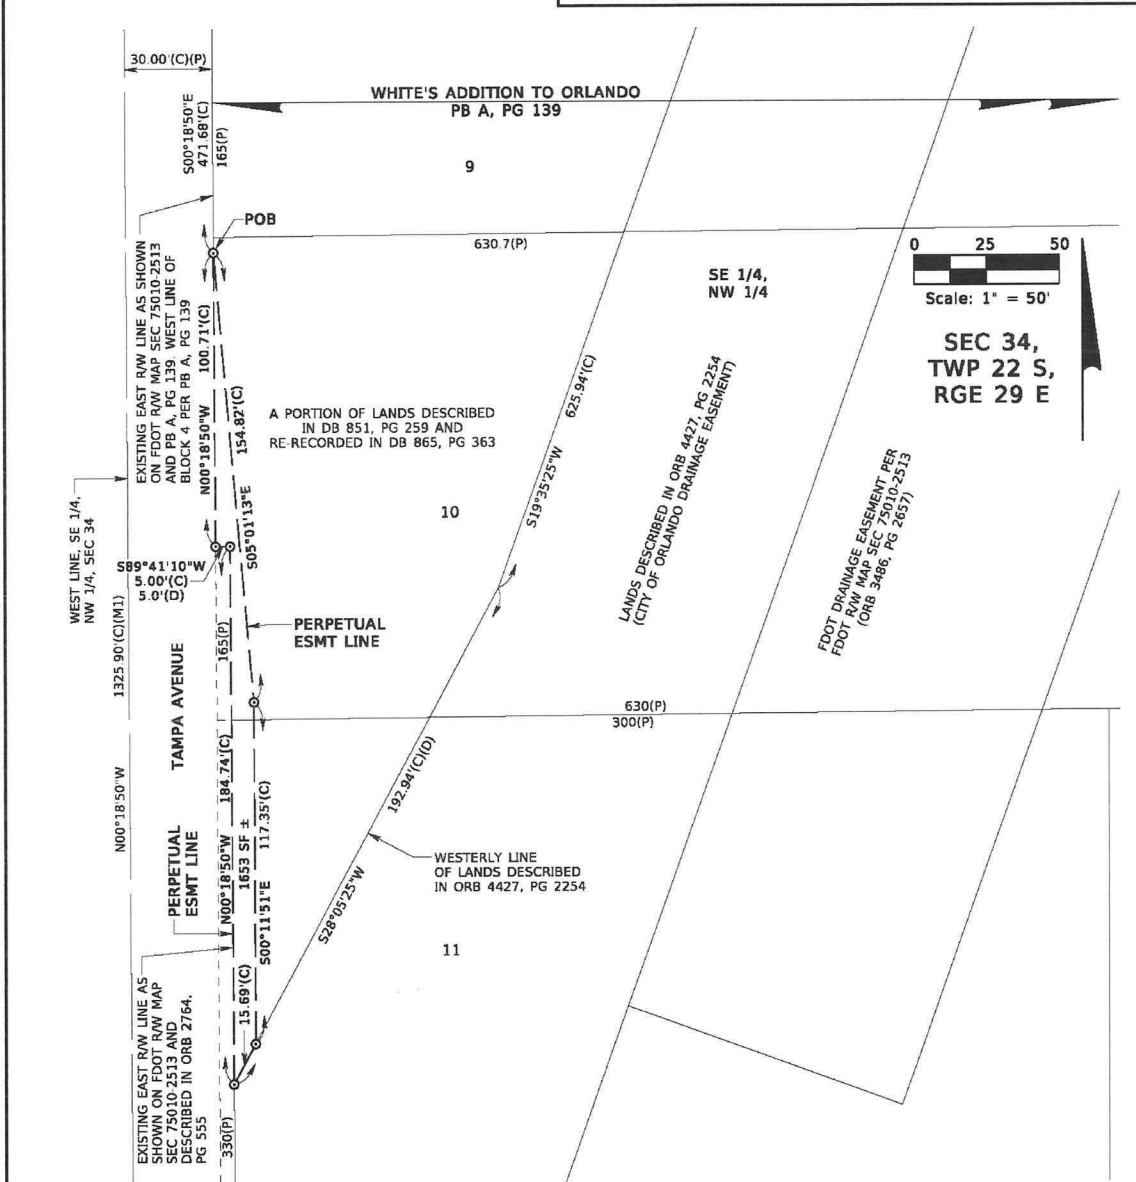 30.00'(C)(P)
WHITE'S ADDITION TO ORLANDO
PB A, PG 139
S00°18'50"E
471.68'(C)
165(P)
9
POB
630.7(P)
0 25 50
Scale: 1" = 50'
SE 1/4,
NW 1/4
SEC 34,
TWP 22 S,
RGE 29 E
EXISTING EAST R/W LINE AS SHOWN
ON FDOT R/W MAP SEC 75010-2513
AND PB A, PG 139. WEST LINE OF
BLOCK 4 PER PB A, PG 139
N00°18'50"W
100.71'(C)
154.82'(C)
S05°01'13"E
A PORTION OF LANDS DESCRIBED
IN DB 851, PG 259 AND
RE-RECORDED IN DB 865, PG 363
10
S19°35'25"W
625.94'(C)
LANDS DESCRIBED IN ORB 4427, PG 2254
(CITY OF ORLANDO DRAINAGE EASEMENT)
FDOT DRAINAGE EASEMENT PER
FDOT R/W MAP SEC 75010-2513
(ORB 3486, PG 2657)
WEST LINE, SE 1/4,
NW 1/4, SEC 34
S89°41'10"W
5.00'(C)
5.0'(D)
1325.90'(C)(M1)
N00°18'50"W
165(P)
PERPETUAL
ESMT LINE
TAMPA AVENUE
630(P)
300(P)
184.74'(C)
N00°18'50"W
1653 SF ±
117.35'(C)
S00°11'51"E
192.94'(C)(D)
S28°05'25"W
PERPETUAL
ESMT LINE
WESTERLY LINE
OF LANDS DESCRIBED
IN ORB 4427, PG 2254
11
15.69'(C)
EXISTING EAST R/W LINE AS
SHOWN ON FDOT R/W MAP
SEC 75010-2513 AND
DESCRIBED IN ORB 2764,
PG 555
330(P)